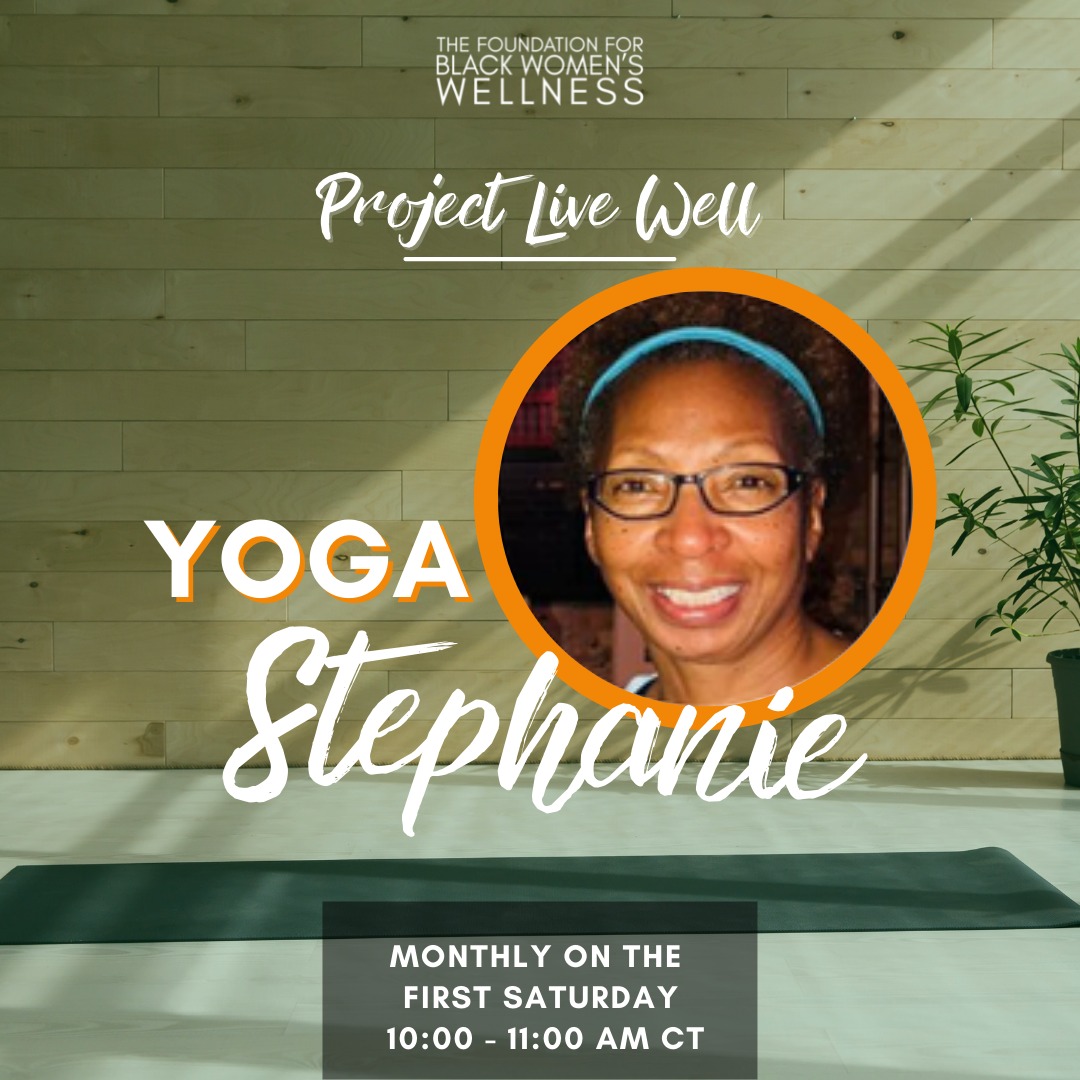 THE FOUNDATION FOR
BLACK WOMEN'S
WELLNESS
Project Live Well
YOGA
Stephanie
MONTHLY ON THE
FIRST SATURDAY
10:00 - 11:00 AM CT